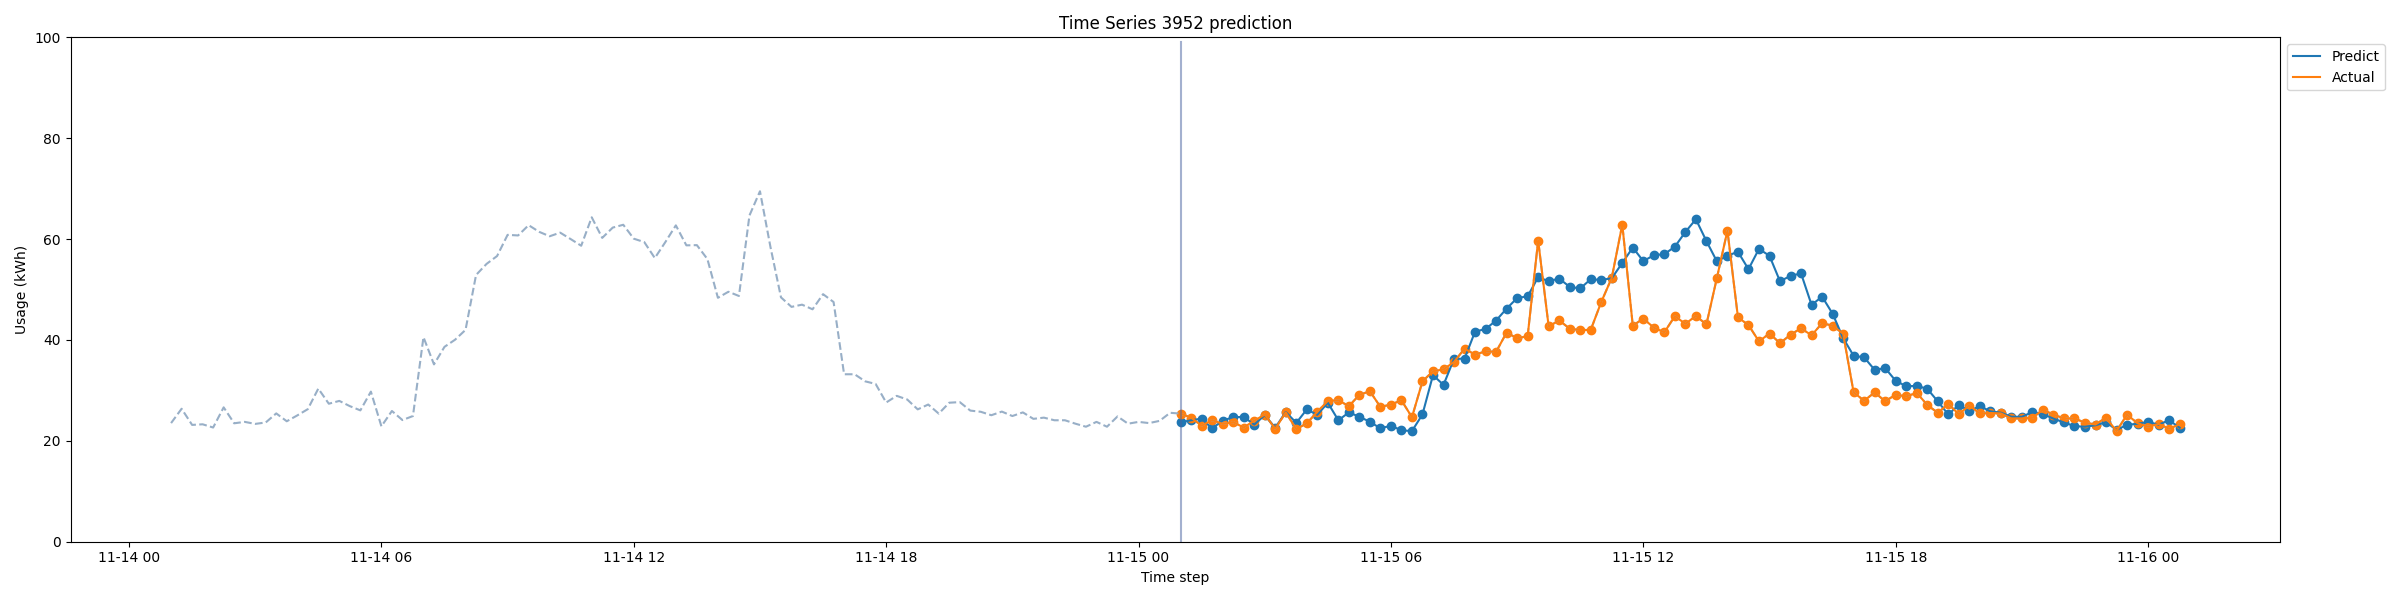 Time Series 3952 prediction
Predict
Actual
Usage (kWh)
100
80
60
40
20
0
11-14 00 11-14 06 11-14 12 11-14 18 11-15 00 11-15 06 11-15 12 11-15 18 11-16 00
Time step